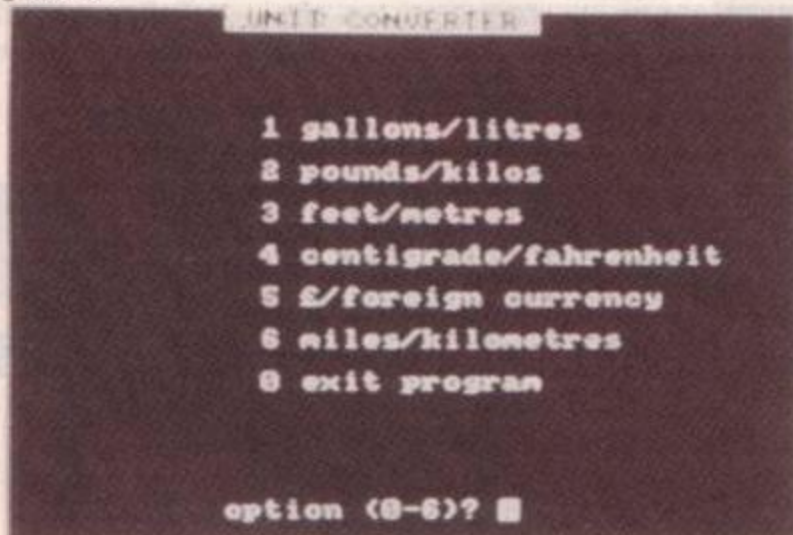 UNIT CONVERTER
1 gallons/litres
2 pounds/kilos
3 feet/metres
4 centigrade/fahrenheit
5 £/foreign currency
6 miles/kilometres
0 exit program
option (0-6)?